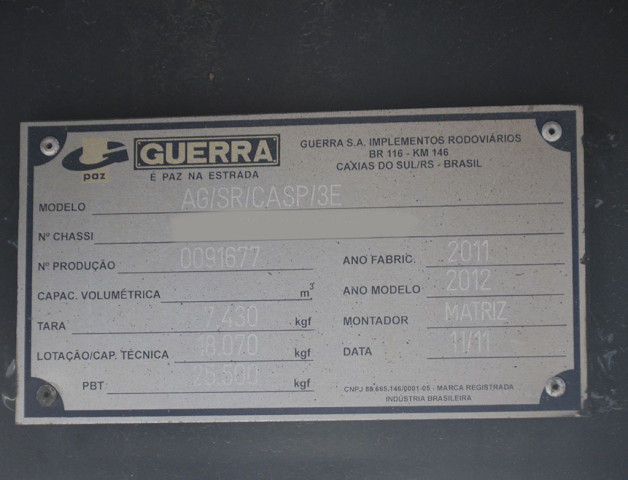 GUERRA
paz
É PAZ NA ESTRADA
GUERRA S.A. IMPLEMENTOS RODOVIÁRIOS
BR 116 - KM 146
CAXIAS DO SUL/RS - BRASIL
MODELO AG/SR/CASP/3E
Nº CHASSI
Nº PRODUÇÃO 0091677
ANO FABRIC. 2011
CAPAC. VOLUMÉTRICA m³
ANO MODELO 2012
TARA 7.430 kgf
MONTADOR MATRIZ
LOTAÇÃO/CAP. TÉCNICA 18.070 kgf
DATA 11/11
PBT 25.500 kgf
CNPJ 88.665.146/0001-05 - MARCA REGISTRADA
INDÚSTRIA BRASILEIRA